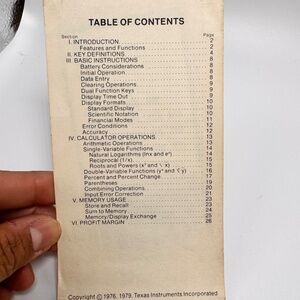 TABLE OF CONTENTS
Section Page
I. INTRODUCTION 2
Features and Functions 2
II. KEY DEFINITIONS 4
III. BASIC INSTRUCTIONS 8
Battery Considerations 8
Initial Operation 8
Data Entry 8
Clearing Operations 9
Dual Function Keys 9
Display Time Out 9
Display Formats 10
Standard Display 10
Scientific Notation 10
Financial Modes 11
Error Conditions 12
Accuracy 12
IV. CALCULATOR OPERATIONS 13
Arithmetic Operations 13
Single-Variable Functions 14
Natural Logarithms (lnx and eˣ) 14
Reciprocal (1/x) 15
Roots and Powers (x² and √x) 15
Double-Variable Functions (yˣ and ˣ√y) 16
Percent and Percent Change 17
Parentheses 19
Combining Operations 20
Input Error Correction 21
V. MEMORY USAGE 23
Store and Recall 23
Sum to Memory 24
Memory/Display Exchange 25
VI. PROFIT MARGIN 26
Copyright © 1976, 1979, Texas Instruments Incorporated